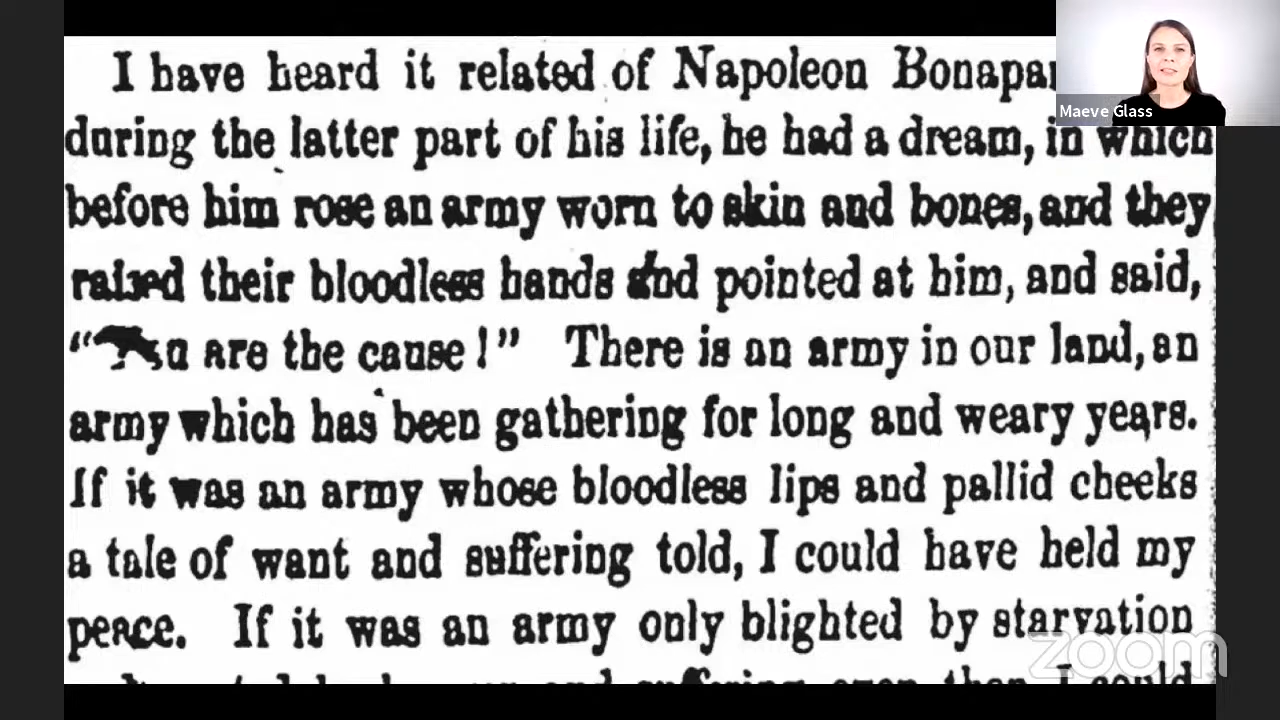 I have heard it related of Napoleon Bonapar
Maeve Glass
during the latter part of his life, he had a dream, in which
before him rose an army worn to skin and bones, and they
raised their bloodless hands and pointed at him, and said,
are the cause!" There is an army in our land, an
army which has been gathering for long and weary years.
If it was an army whose bloodless lips and pallid cheeks
a tale of want and suffering told, I could have held my
peace. If it was an army only blighted by starvation
zoom
and suffering even then I could